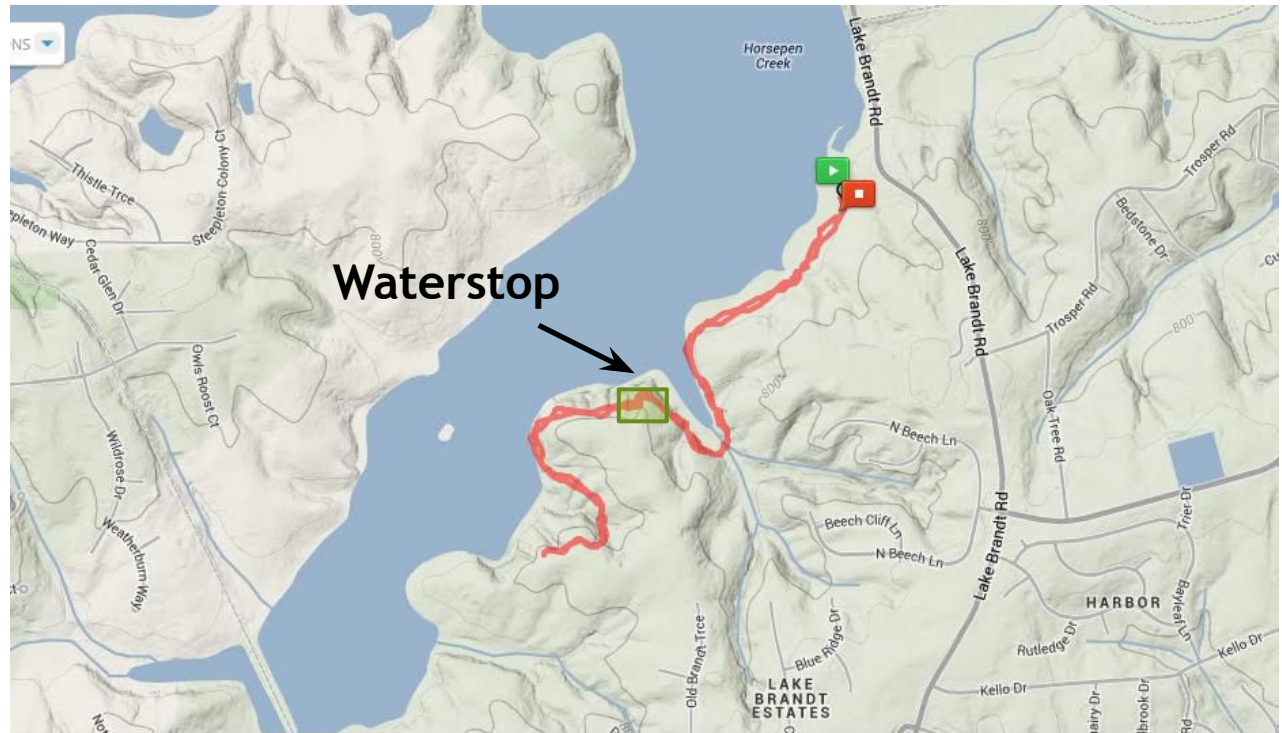 NS
Horsepen
Creek
Lake Brandt Rd
Trosper Rd
Thistle Trce
Steepleton Colony Ct
Bedstone Dr
epleton Way
800
800
Cedar Glen Dr
Lake Brandt Rd
Waterstop
Trosper Rd
800
Owls Roost Ct
800
Oak Tree Rd
N Beech Ln
Wildrose Dr
Trier Dr
Weatherburn Way
Beech Cliff Ln
Lake Brandt Rd
N Beech Ln
HARBOR
Bayleaf Ln
Old Brandt Trce
Blue Ridge Dr
Rutledge Dr
Kello Dr
LAKE
BRANDT
ESTATES
Kello Dr